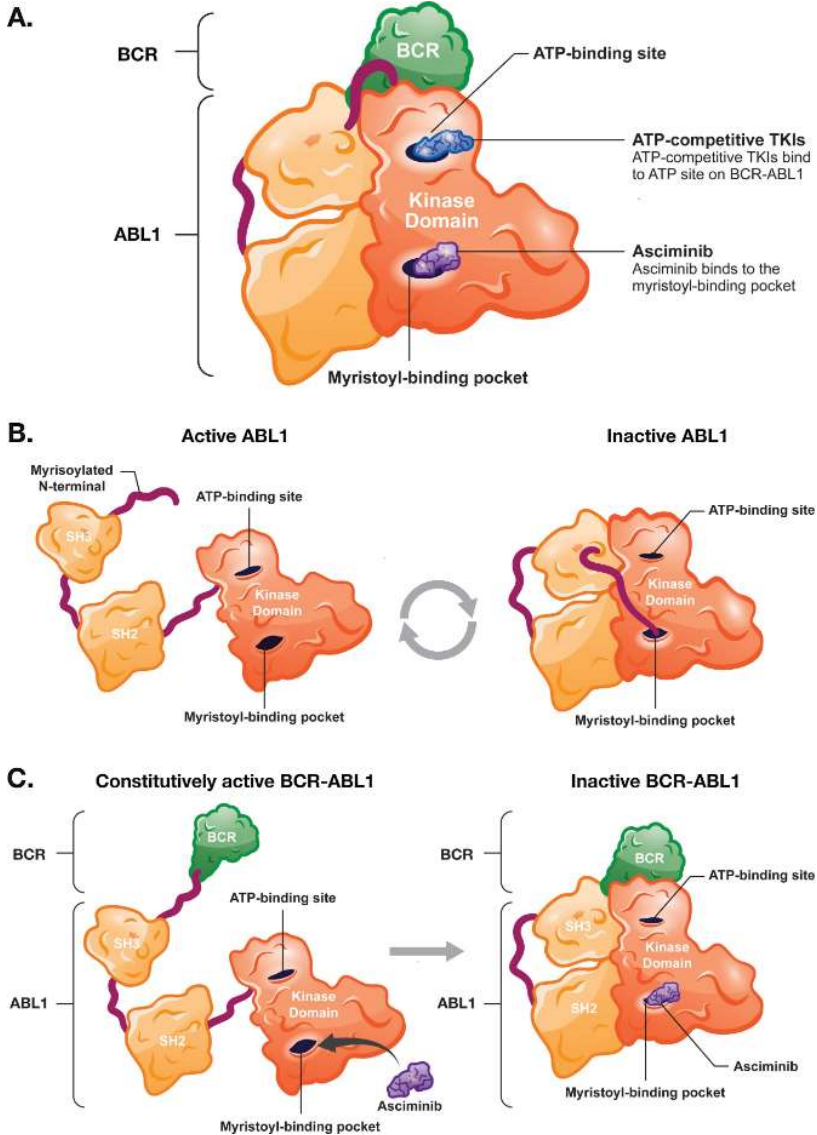 A.
BCR
BCR
ATP-binding site
ATP-competitive TKIs
ATP-competitive TKIs bind
to ATP site on BCR-ABL1
Kinase
Domain
ABL1
Asciminib
Asciminib binds to the
myristoyl-binding pocket
Myristoyl-binding pocket
B.
Active ABL1
Inactive ABL1
Myrisoylated
N-terminal
ATP-binding site
SH3
Kinase
Domain
SH2
Myristoyl-binding pocket
ATP-binding site
Kinase
Domain
Myristoyl-binding pocket
C.
Constitutively active BCR-ABL1
Inactive BCR-ABL1
BCR
BCR
ATP-binding site
SH3
Kinase
Domain
ABL1
SH2
Asciminib
Myristoyl-binding pocket
BCR
BCR
ATP-binding site
SH3
Kinase
Domain
ABL1
SH2
Asciminib
Myristoyl-binding pocket